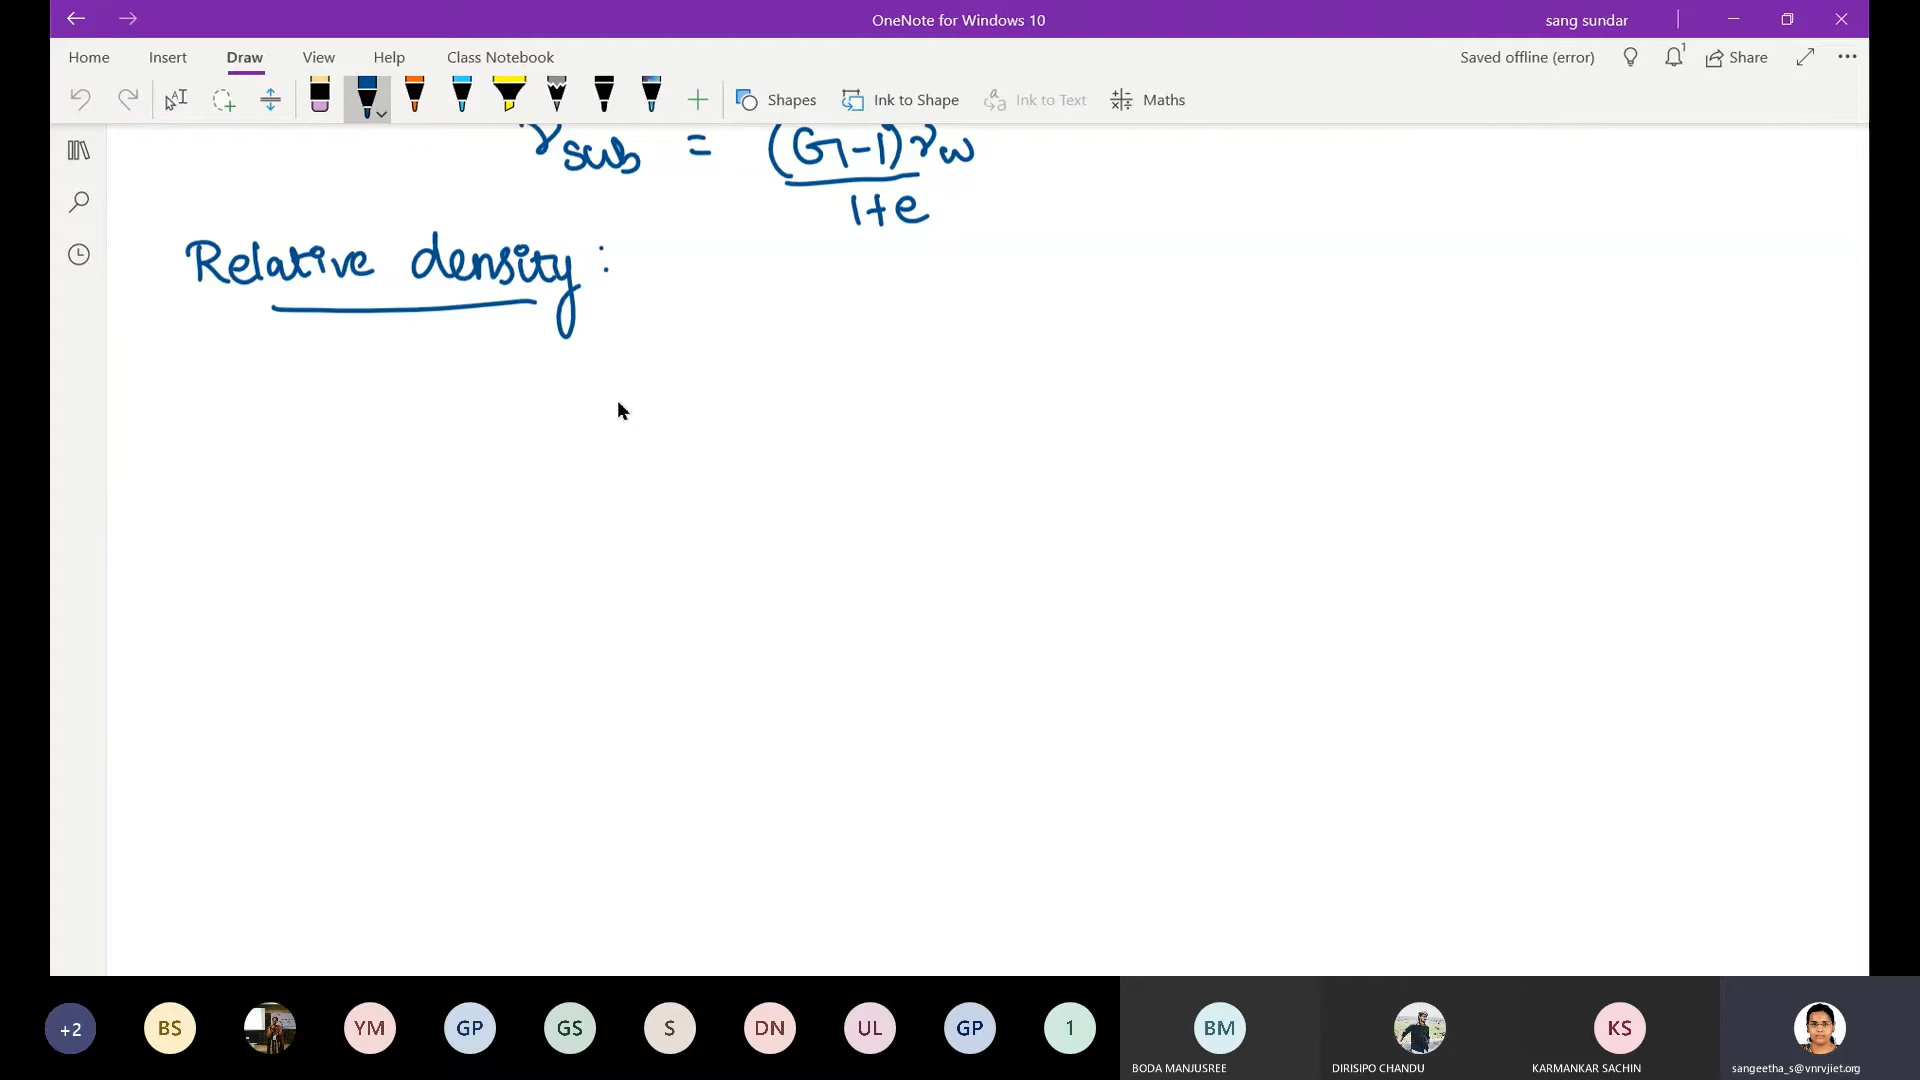 OneNote for Windows 10
sang sundar
Home Insert Draw View Help Class Notebook
Saved offline (error) 1 Share
Shapes Ink to Shape Ink to Text Maths
γsub = (G-1)γw
1+e
Relative density :
+2 BS YM GP GS S DN UL GP 1 BM KS
BODA MANJUSREE DIRISIPO CHANDU KARMANKAR SACHIN sangeetha_s@vnrvjiet.org